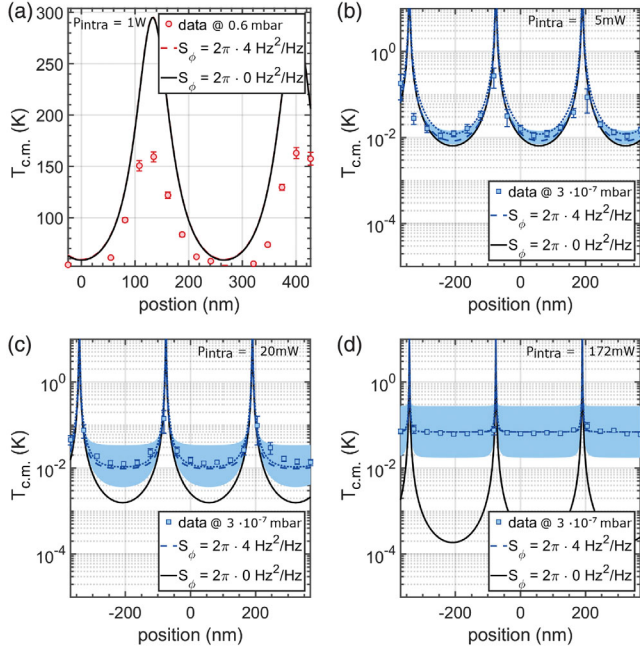 (a)
Pintra = 1W
data @ 0.6 mbar
S_ϕ = 2π · 4 Hz²/Hz
S_ϕ = 2π · 0 Hz²/Hz
300
250
200
150
100
T_c.m. (K)
0
100
200
300
400
postion (nm)
(b)
Pintra = 5mW
10⁰
10⁻²
10⁻⁴
T_c.m. (K)
data @ 3 ·10⁻⁷ mbar
S_ϕ = 2π · 4 Hz²/Hz
S_ϕ = 2π · 0 Hz²/Hz
-200
0
200
position (nm)
(c)
Pintra = 20mW
10⁰
10⁻²
10⁻⁴
T_c.m. (K)
data @ 3 ·10⁻⁷ mbar
S_ϕ = 2π · 4 Hz²/Hz
S_ϕ = 2π · 0 Hz²/Hz
-200
0
200
position (nm)
(d)
Pintra = 172mW
10⁰
10⁻²
10⁻⁴
T_c.m. (K)
data @ 3 ·10⁻⁷ mbar
S_ϕ = 2π · 4 Hz²/Hz
S_ϕ = 2π · 0 Hz²/Hz
-200
0
200
position (nm)